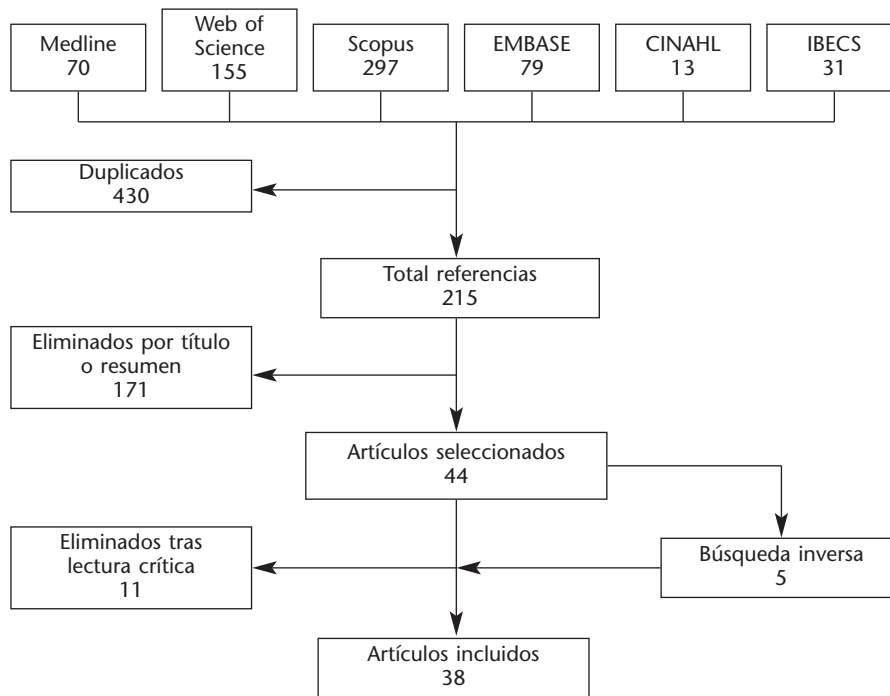 Medline
70
Web of
Science
155
Scopus
297
EMBASE
79
CINAHL
13
IBECS
31
Duplicados
430
Total referencias
215
Eliminados por título
o resumen
171
Artículos seleccionados
44
Eliminados tras
lectura crítica
11
Búsqueda inversa
5
Artículos incluidos
38